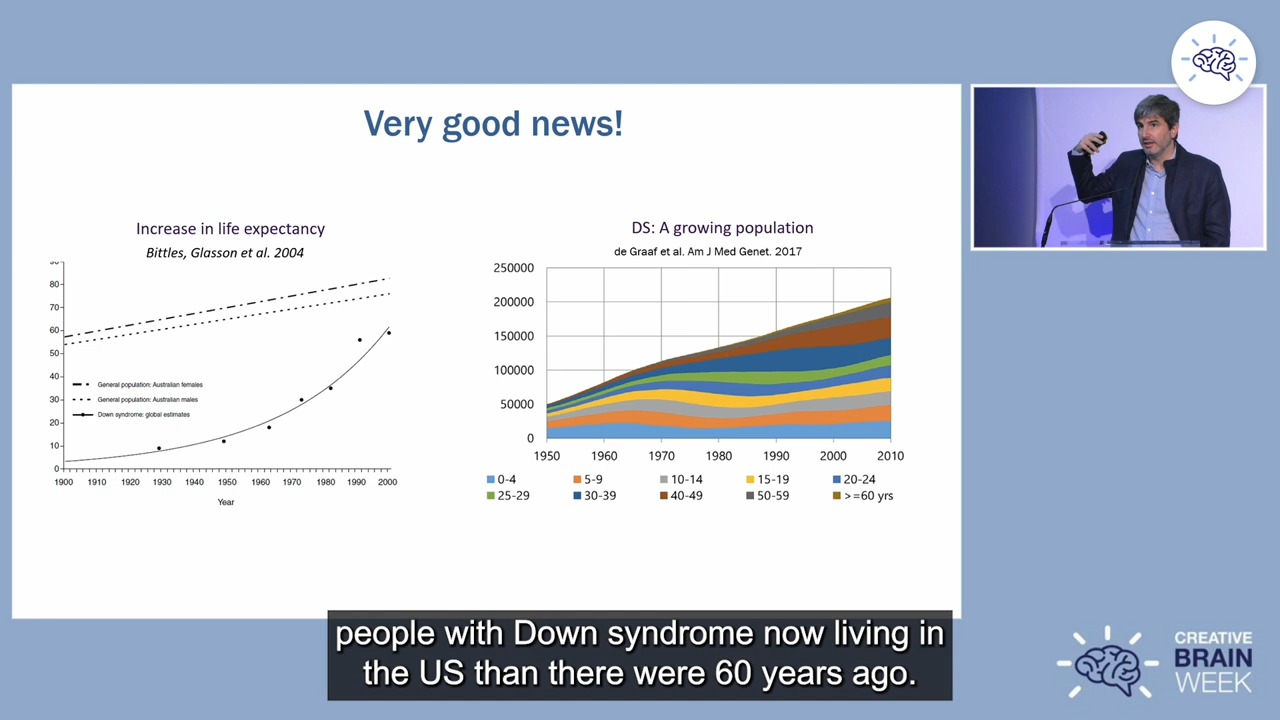 Very good news!
Increase in life expectancy
Bittles, Glasson et al. 2004
80
70
60
50
40
30
20
10
0
General population: Australian females
General population: Australian males
Down syndrome: global estimates
1900 1910 1920 1930 1940 1950 1960 1970 1980 1990 2000
Year
DS: A growing population
de Graaf et al. Am J Med Genet. 2017
250000
200000
150000
100000
50000
0
1950 1960 1970 1980 1990 2000 2010
0-4 5-9 10-14 15-19 20-24
25-29 30-39 40-49 50-59 >=60 yrs
people with Down syndrome now living in
the US than there were 60 years ago.
CREATIVE
BRAIN
WEEK